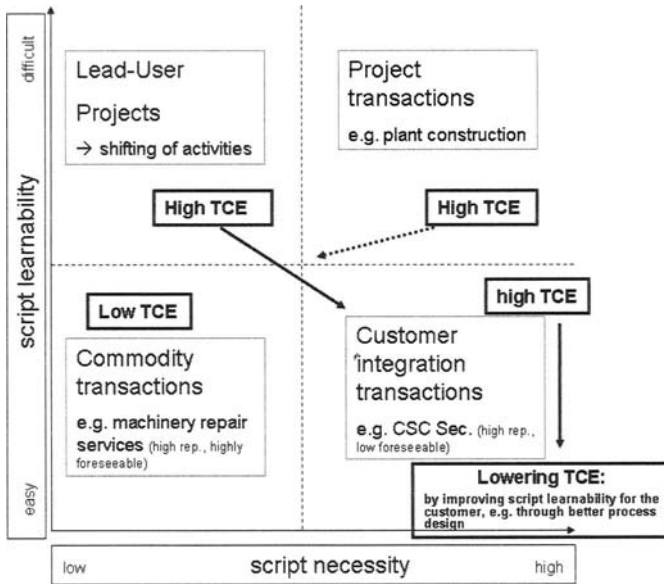 difficult
script learnability
easy
Lead-User
Projects
→ shifting of activities
Project
transactions
e.g. plant construction
High TCE
High TCE
Low TCE
high TCE
Commodity
transactions
e.g. machinery repair
services (high rep., highly
foreseeable)
Customer
integration
transactions
e.g. CSC Sec. (high rep.,
low foreseeable)
Lowering TCE:
by improving script learnability for the
customer, e.g. through better process
design
low
script necessity
high